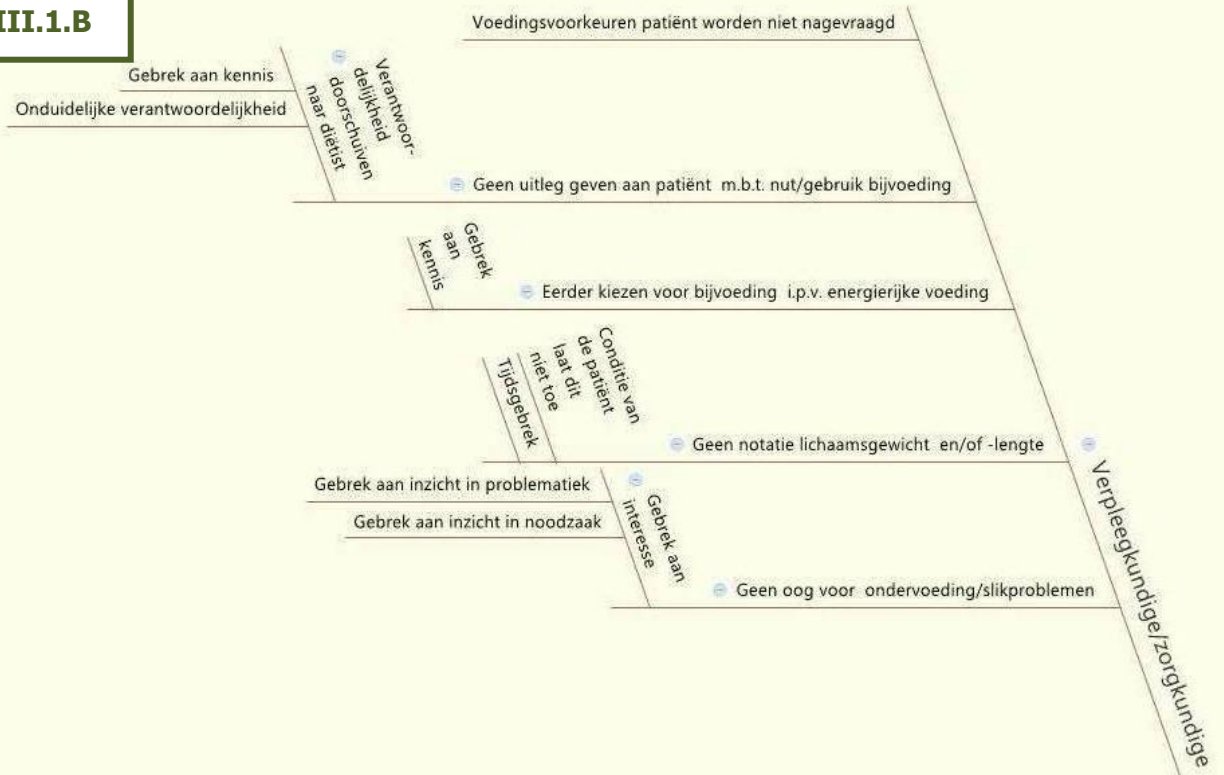 III.1.B
Voedingsvoorkeuren patiënt worden niet nagevraagd
Gebrek aan kennis
Onduidelijke verantwoordelijkheid
Verantwoor-
delijkheid
doorschuiven
naar diëtist
Geen uitleg geven aan patiënt m.b.t. nut/gebruik bijvoeding
Gebrek
aan
kennis
Eerder kiezen voor bijvoeding i.p.v. energierijke voeding
Conditie van
de patiënt
laat dit
niet toe
Tijdsgebrek
Geen notatie lichaamsgewicht en/of -lengte
Gebrek aan inzicht in problematiek
Gebrek aan inzicht in noodzaak
Gebrek aan
interesse
Geen oog voor ondervoeding/slikproblemen
Verpleegkundige/zorgkundige